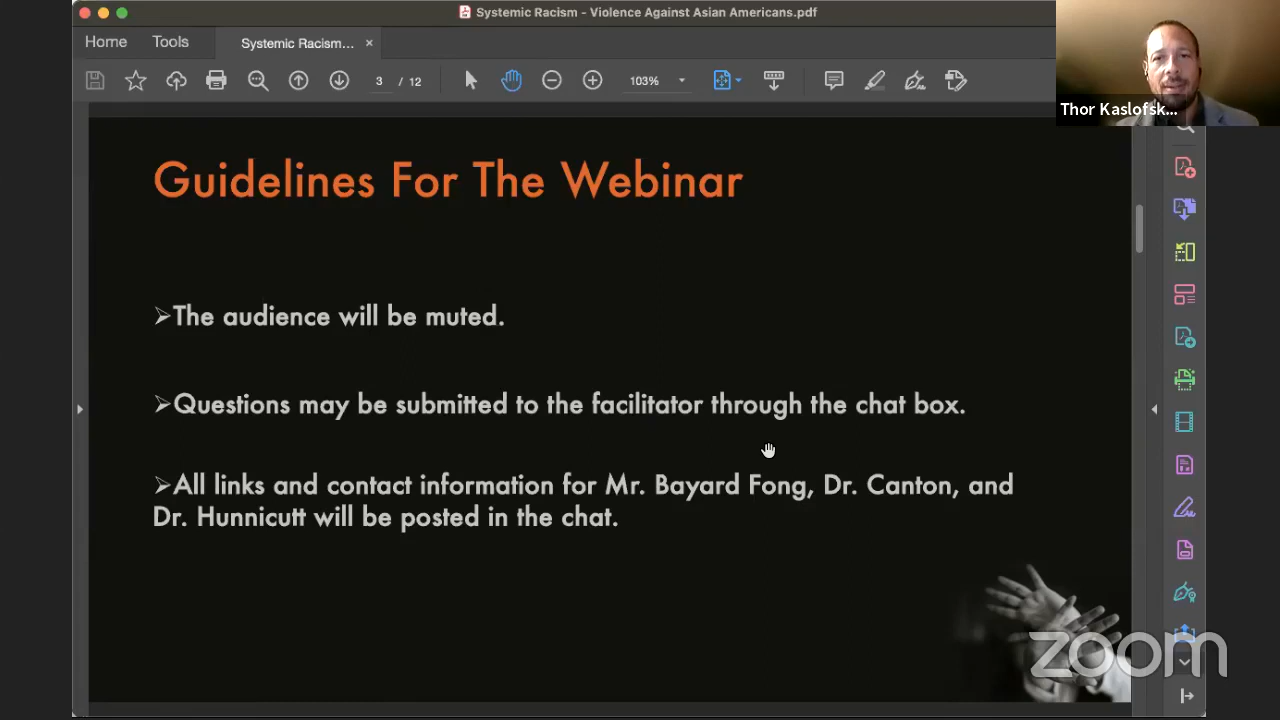 Systemic Racism - Violence Against Asian Americans.pdf
Home
Tools
Systemic Racism...
3 / 12
103%
Thor Kaslofsk...
Guidelines For The Webinar
➢The audience will be muted.
➢Questions may be submitted to the facilitator through the chat box.
➢All links and contact information for Mr. Bayard Fong, Dr. Canton, and
Dr. Hunnicutt will be posted in the chat.
zoom